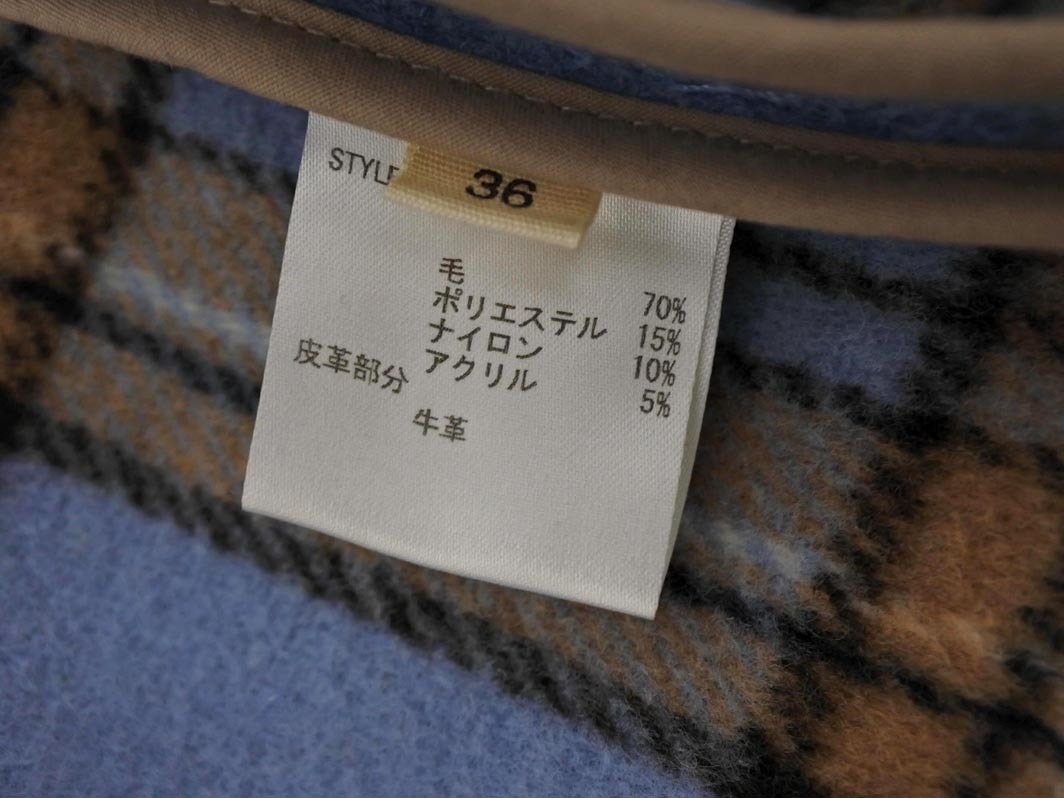 STYLE
36
毛 70%
ポリエステル 15%
ナイロン 10%
アクリル 5%
皮革部分
牛革